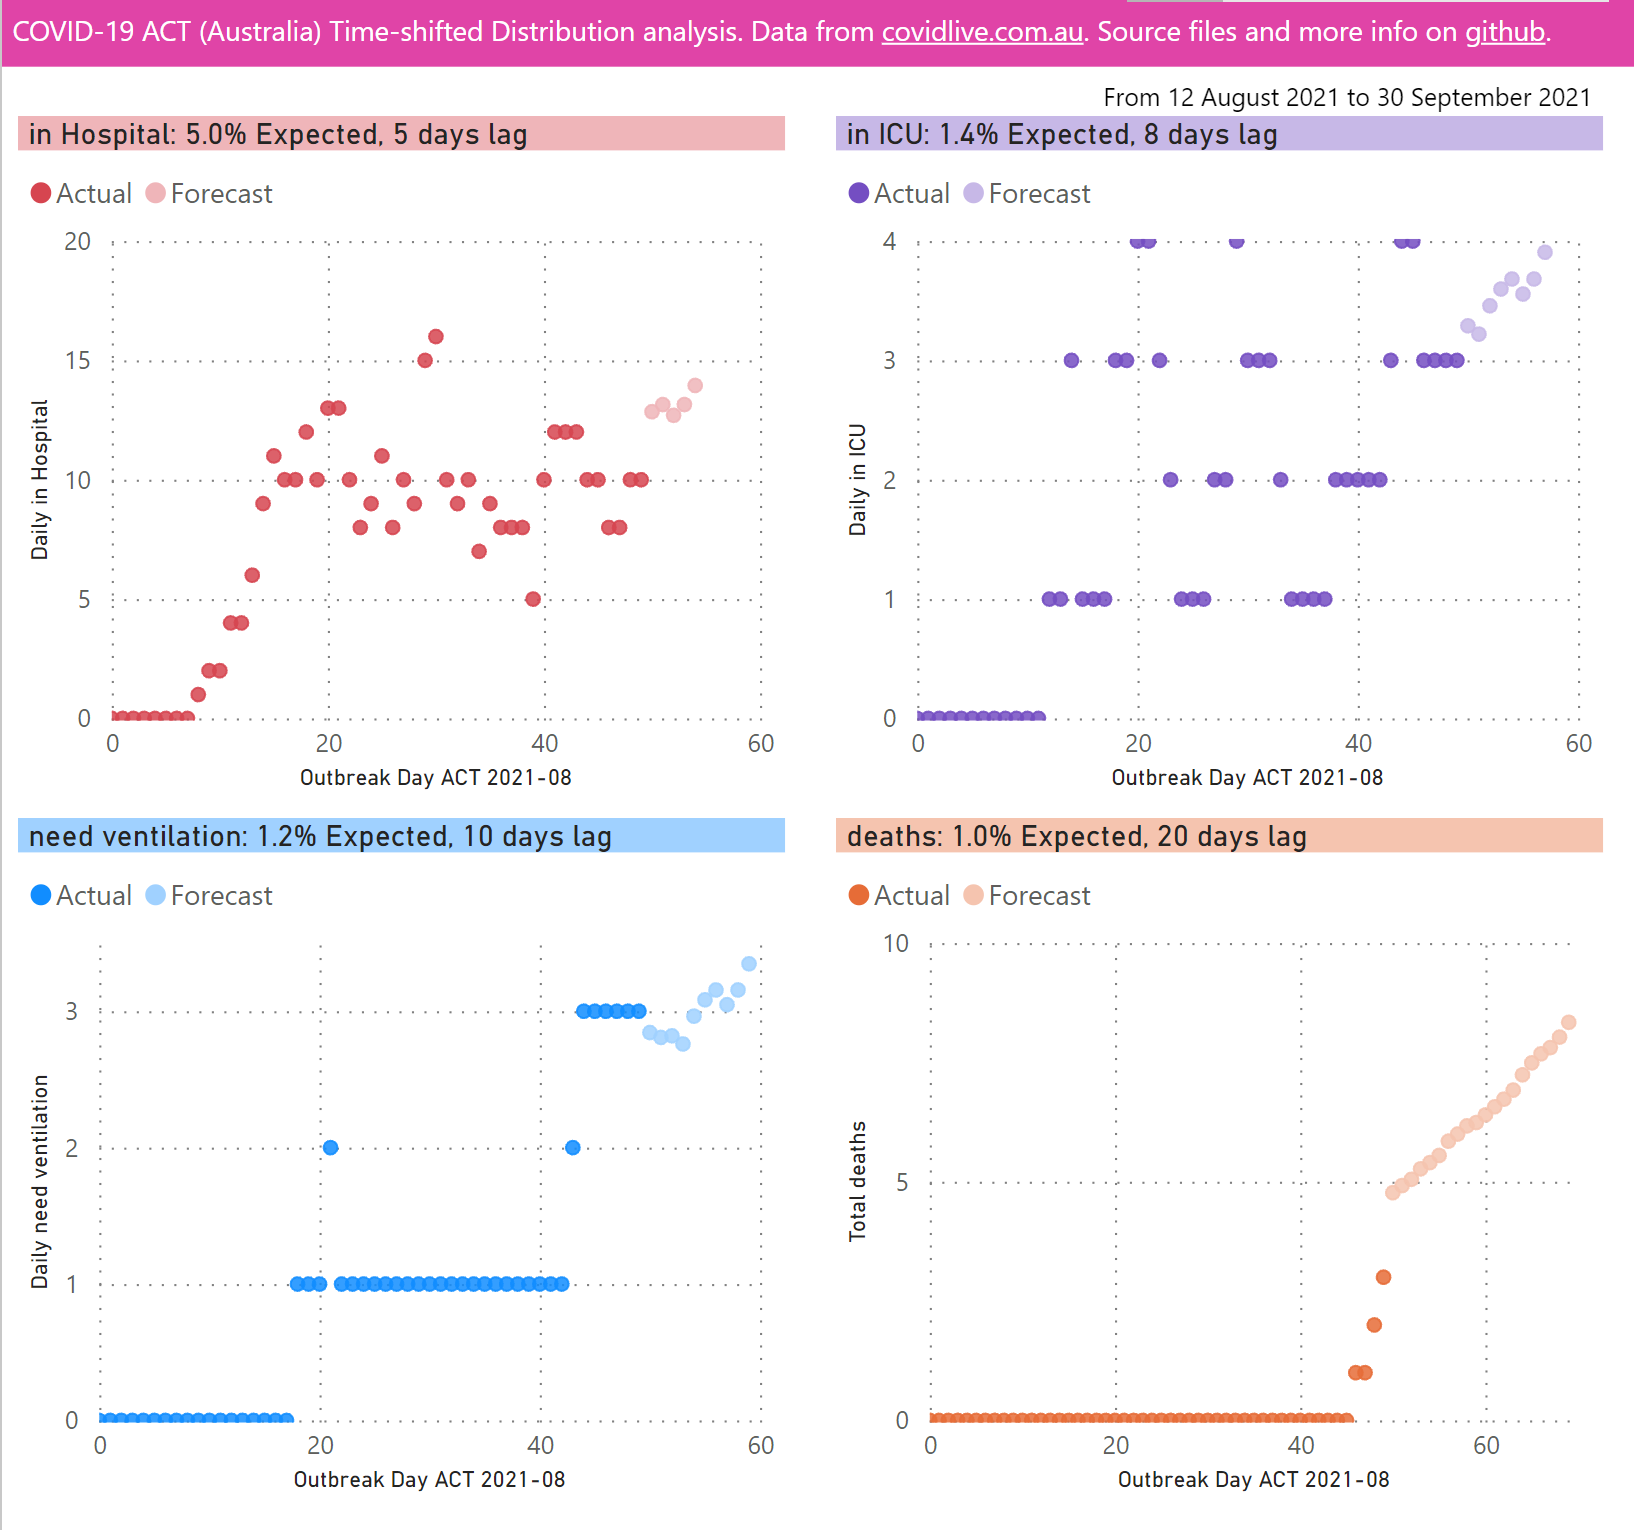 COVID-19 ACT (Australia) Time-shifted Distribution analysis. Data from covidlive.com.au. Source files and more info on github.
From 12 August 2021 to 30 September 2021
in Hospital: 5.0% Expected, 5 days lag
Actual Forecast
20
15
10
5
0
Daily in Hospital
0 20 40 60
Outbreak Day ACT 2021-08
in ICU: 1.4% Expected, 8 days lag
Actual Forecast
4
3
2
1
0
Daily in ICU
0 20 40 60
Outbreak Day ACT 2021-08
need ventilation: 1.2% Expected, 10 days lag
Actual Forecast
3
2
1
0
Daily need ventilation
0 20 40 60
Outbreak Day ACT 2021-08
deaths: 1.0% Expected, 20 days lag
Actual Forecast
10
5
0
Total deaths
0 20 40 60
Outbreak Day ACT 2021-08